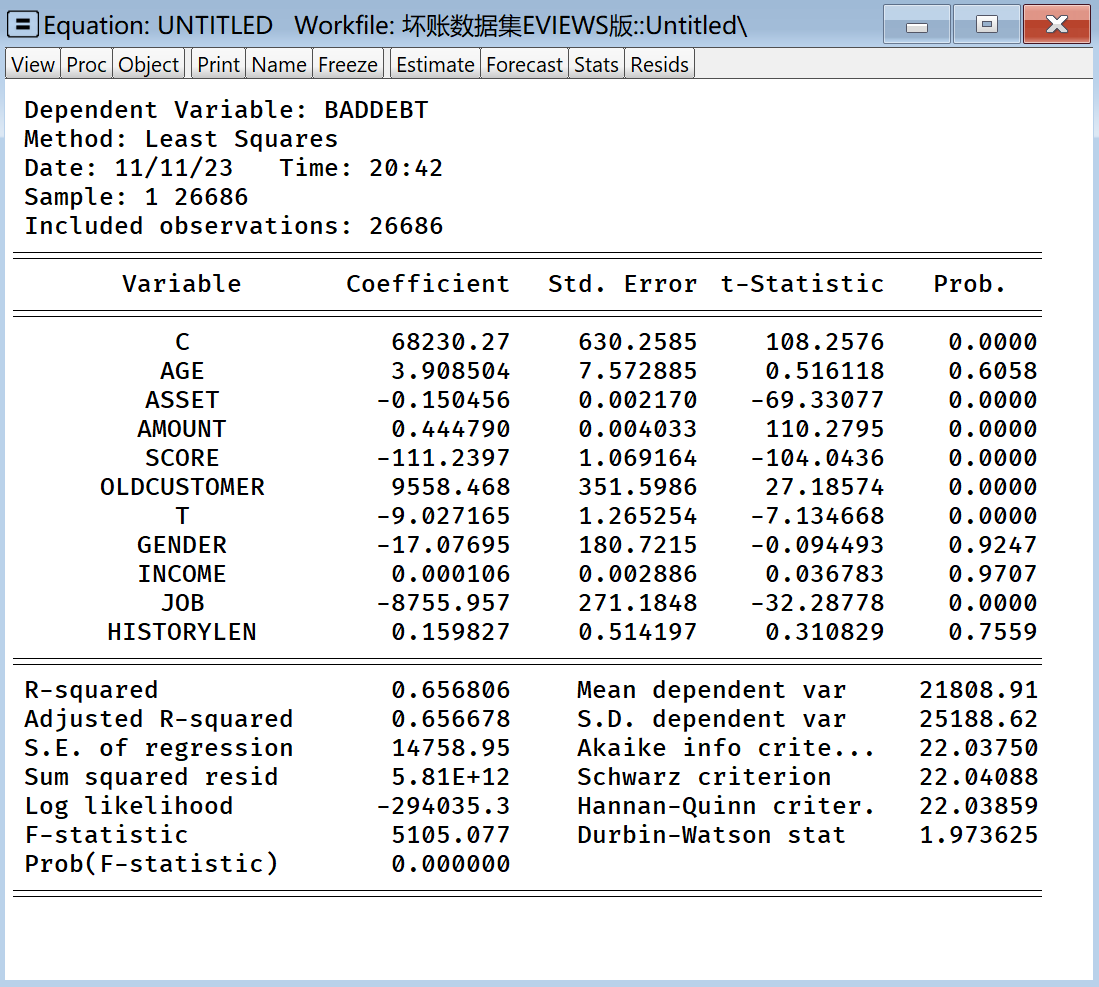 Equation: UNTITLED   Workfile: 坏账数据集EVIEWS版::Untitled\
View Proc Object Print Name Freeze Estimate Forecast Stats Resids
Dependent Variable: BADDEBT
Method: Least Squares
Date: 11/11/23   Time: 20:42
Sample: 1 26686
Included observations: 26686
Variable Coefficient Std. Error t-Statistic Prob.
C 68230.27 630.2585 108.2576 0.0000
AGE 3.908504 7.572885 0.516118 0.6058
ASSET -0.150456 0.002170 -69.33077 0.0000
AMOUNT 0.444790 0.004033 110.2795 0.0000
SCORE -111.2397 1.069164 -104.0436 0.0000
OLDCUSTOMER 9558.468 351.5986 27.18574 0.0000
T -9.027165 1.265254 -7.134668 0.0000
GENDER -17.07695 180.7215 -0.094493 0.9247
INCOME 0.000106 0.002886 0.036783 0.9707
JOB -8755.957 271.1848 -32.28778 0.0000
HISTORYLEN 0.159827 0.514197 0.310829 0.7559
R-squared 0.656806 Mean dependent var 21808.91
Adjusted R-squared 0.656678 S.D. dependent var 25188.62
S.E. of regression 14758.95 Akaike info crite... 22.03750
Sum squared resid 5.81E+12 Schwarz criterion 22.04088
Log likelihood -294035.3 Hannan-Quinn criter. 22.03859
F-statistic 5105.077 Durbin-Watson stat 1.973625
Prob(F-statistic) 0.000000